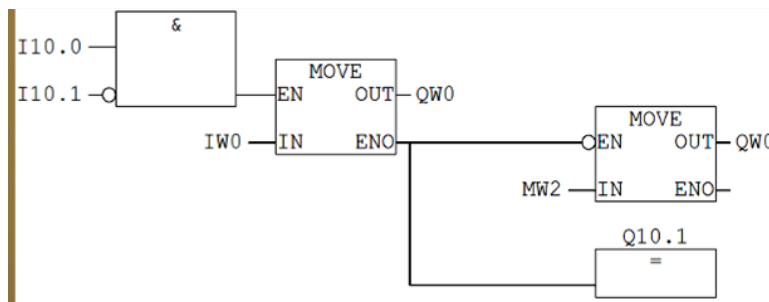 &
I10.0
I10.1
MOVE
EN OUT QW0
IW0 IN ENO
MOVE
EN OUT QW0
MW2 IN ENO
Q10.1
=